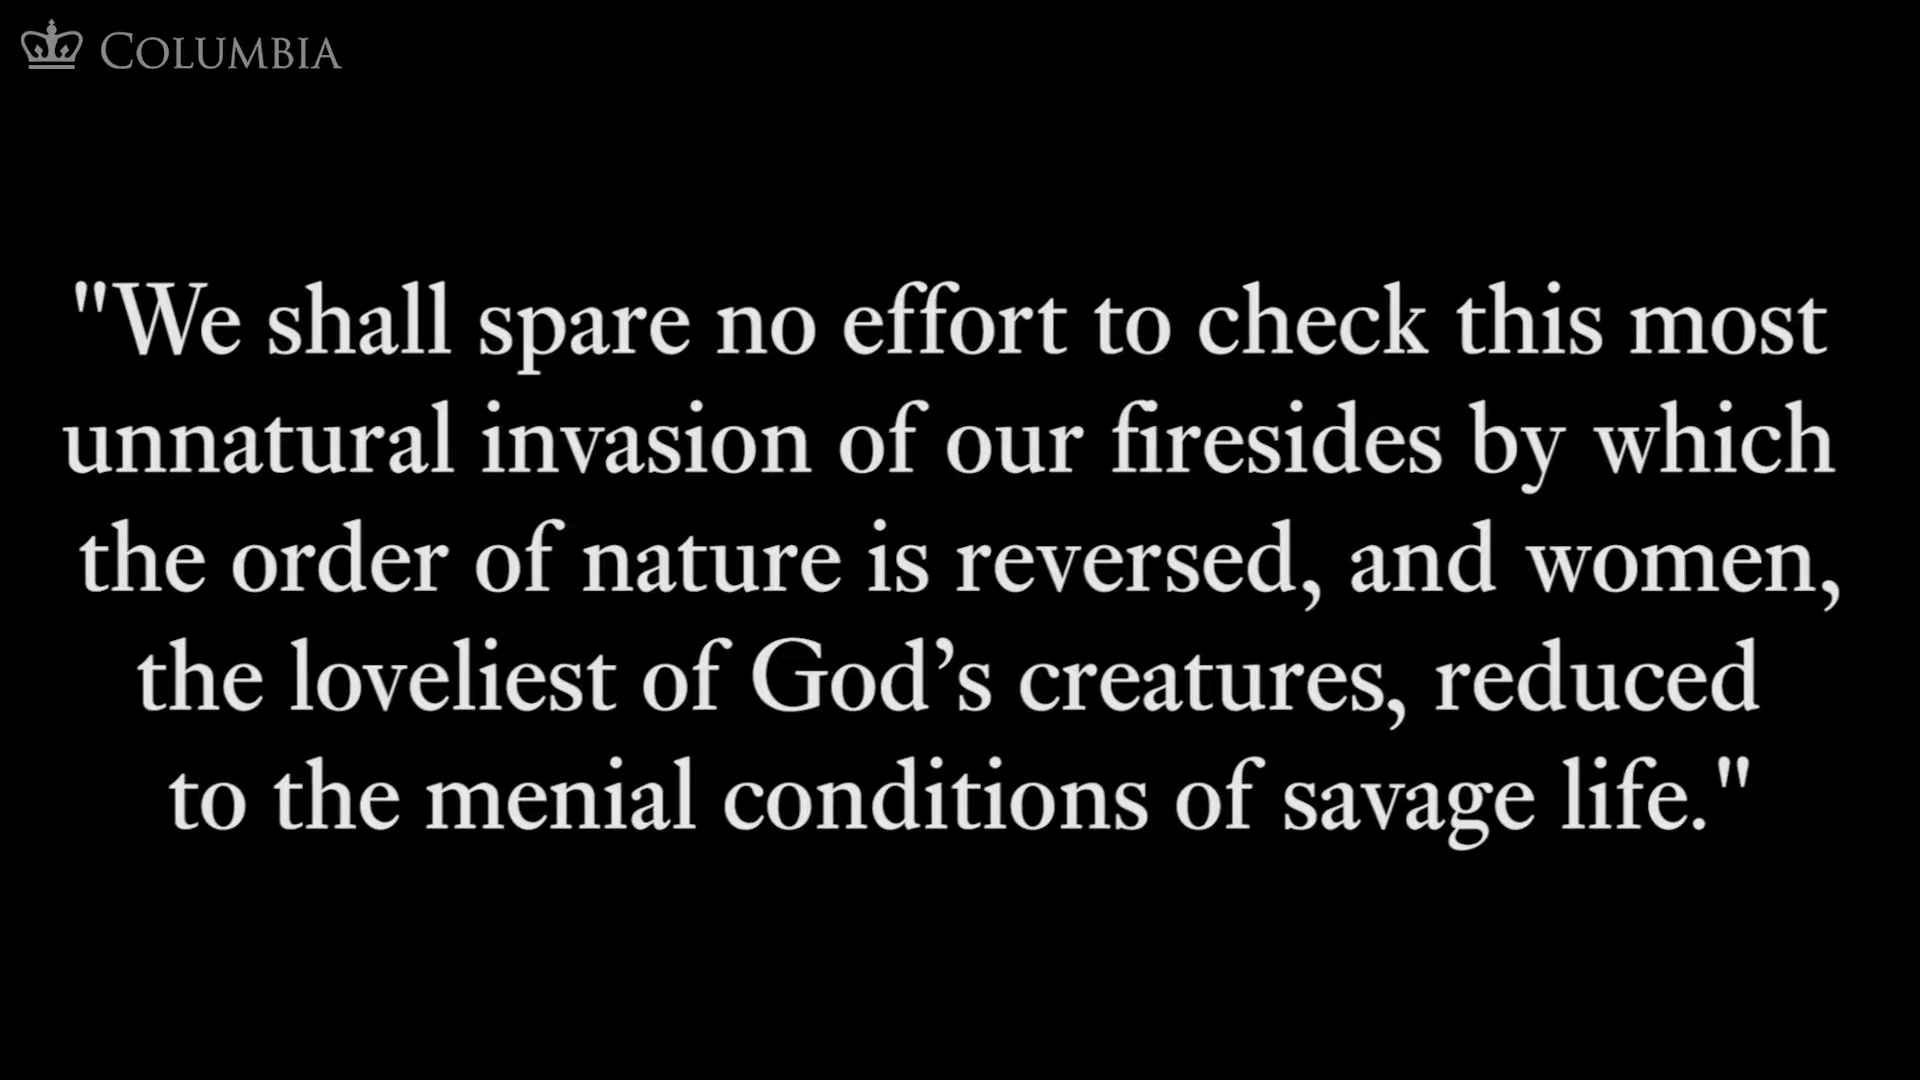 COLUMBIA
"We shall spare no effort to check this most
unnatural invasion of our firesides by which
the order of nature is reversed, and women,
the loveliest of God’s creatures, reduced
to the menial conditions of savage life."